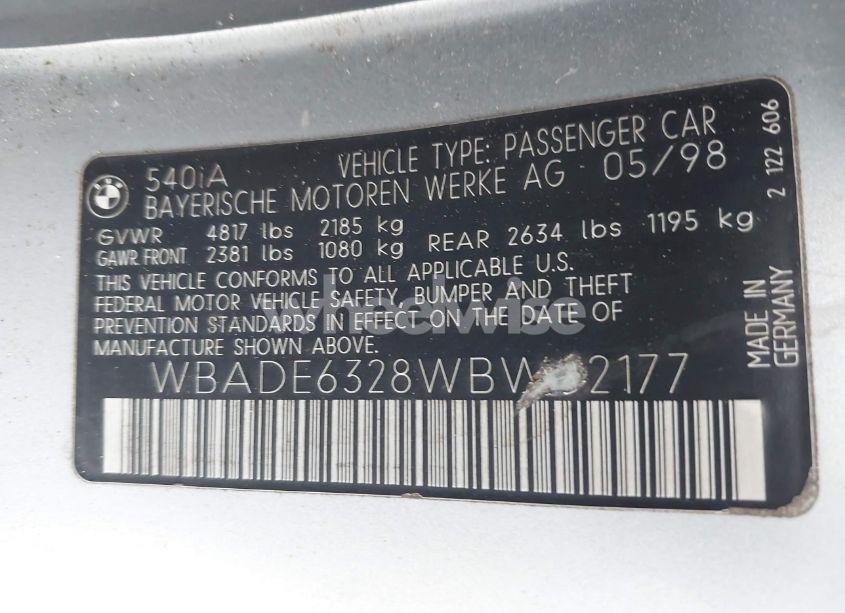 540iA VEHICLE TYPE: PASSENGER CAR
BAYERISCHE MOTOREN WERKE AG 05/98
GVWR 4817 lbs 2185 kg
GAWR FRONT 2381 lbs 1080 kg REAR 2634 lbs 1195 kg
THIS VEHICLE CONFORMS TO ALL APPLICABLE U.S.
FEDERAL MOTOR VEHICLE SAFETY, BUMPER AND THEFT
PREVENTION STANDARDS IN EFFECT ON THE DATE OF
MANUFACTURE SHOWN ABOVE.
MADE IN
GERMANY
2 122 606
wheelwise